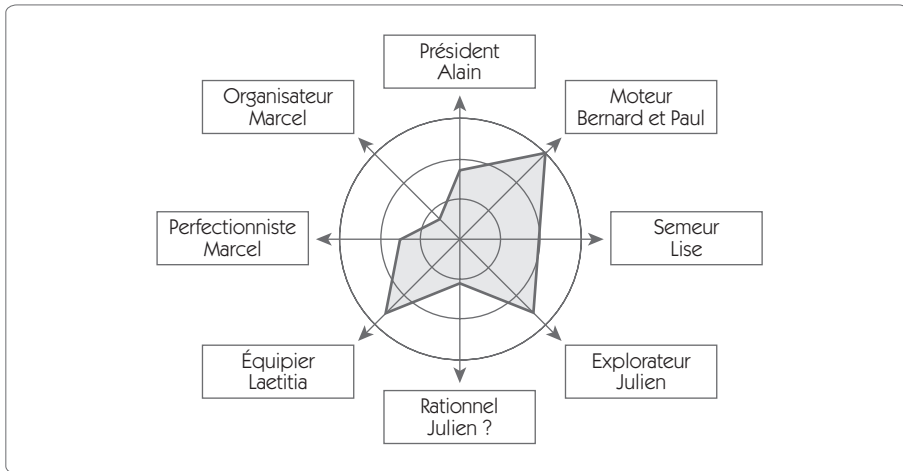 Président
Alain
Organisateur
Marcel
Moteur
Bernard et Paul
Perfectionniste
Marcel
Semeur
Lise
Équipier
Laetitia
Explorateur
Julien
Rationnel
Julien ?